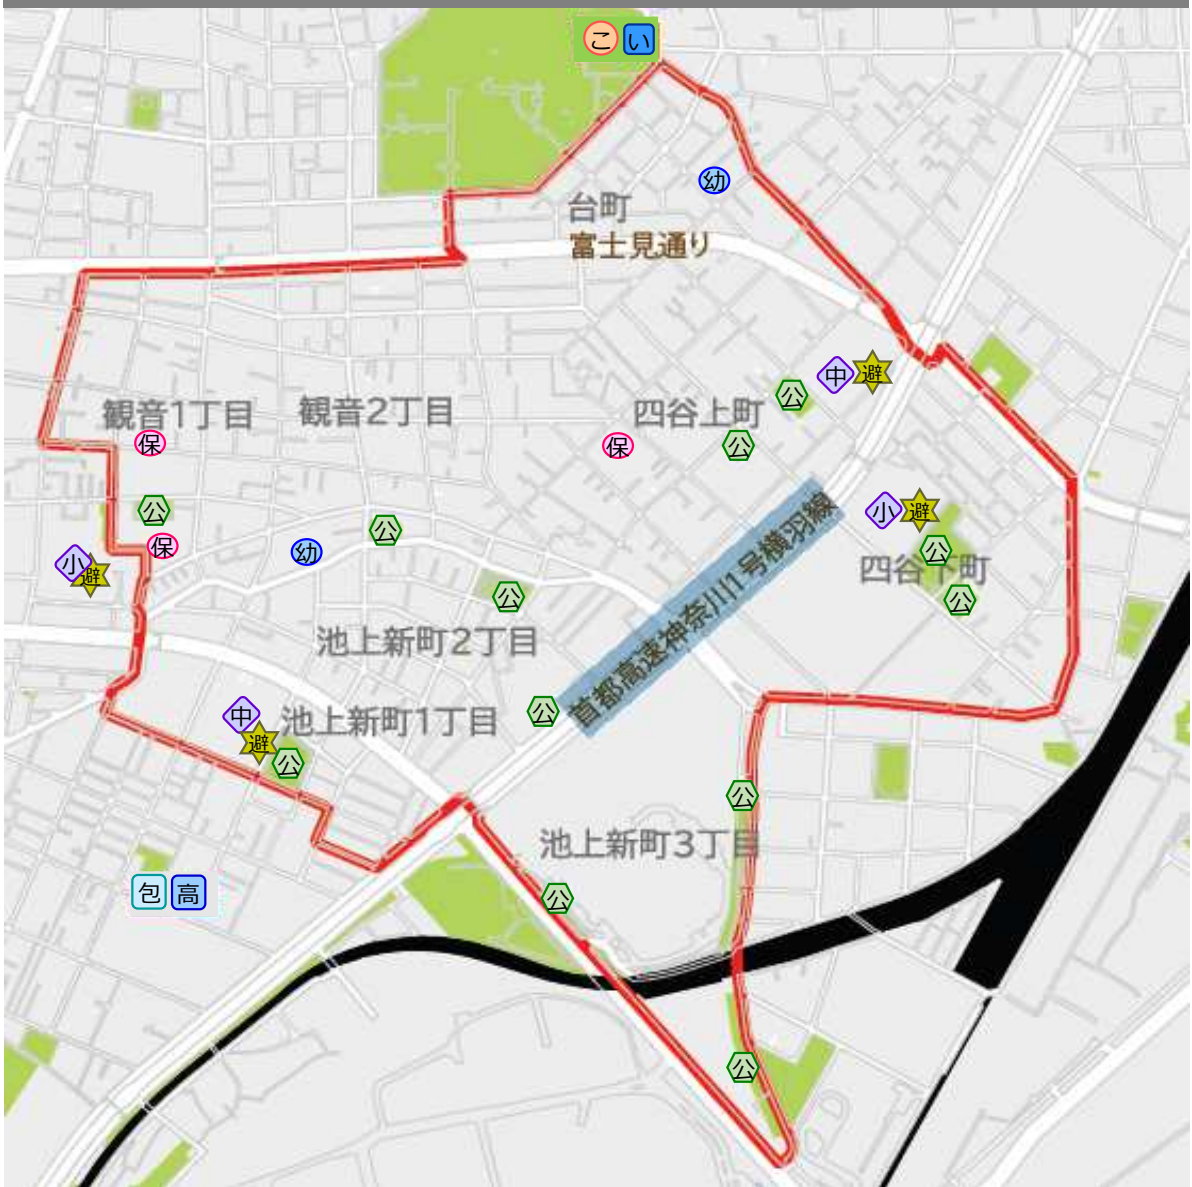 こ い
幼
台町
富士見通り
中 避
公
観音1丁目 観音2丁目 四谷上町
保 保 公
首都高速神奈川1号横羽線
公 公 小 避
保 幼 公
小 避
四谷下町
公 公
池上新町2丁目
中 池上新町1丁目 公
避
公
公
池上新町3丁目
包 高 公
公